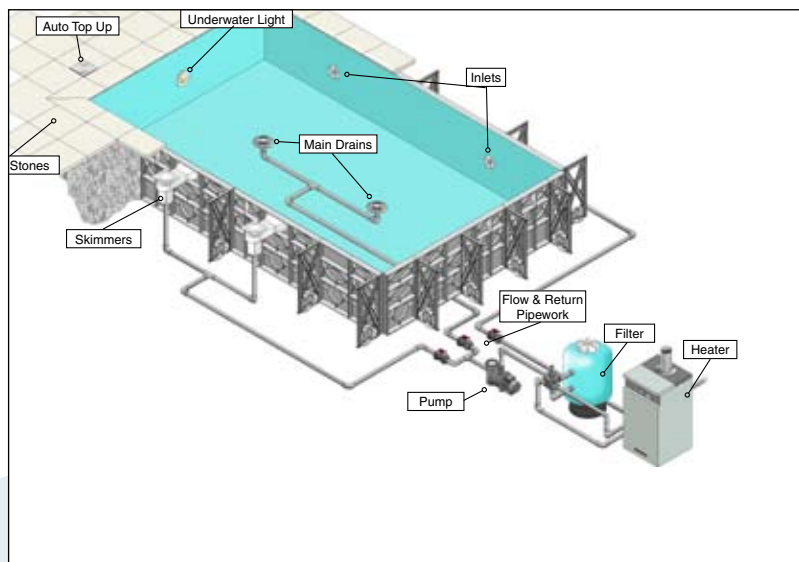 Underwater Light
Auto Top Up
Inlets
Main Drains
Stones
Skimmers
Flow & Return
Pipework
Filter
Heater
Pump